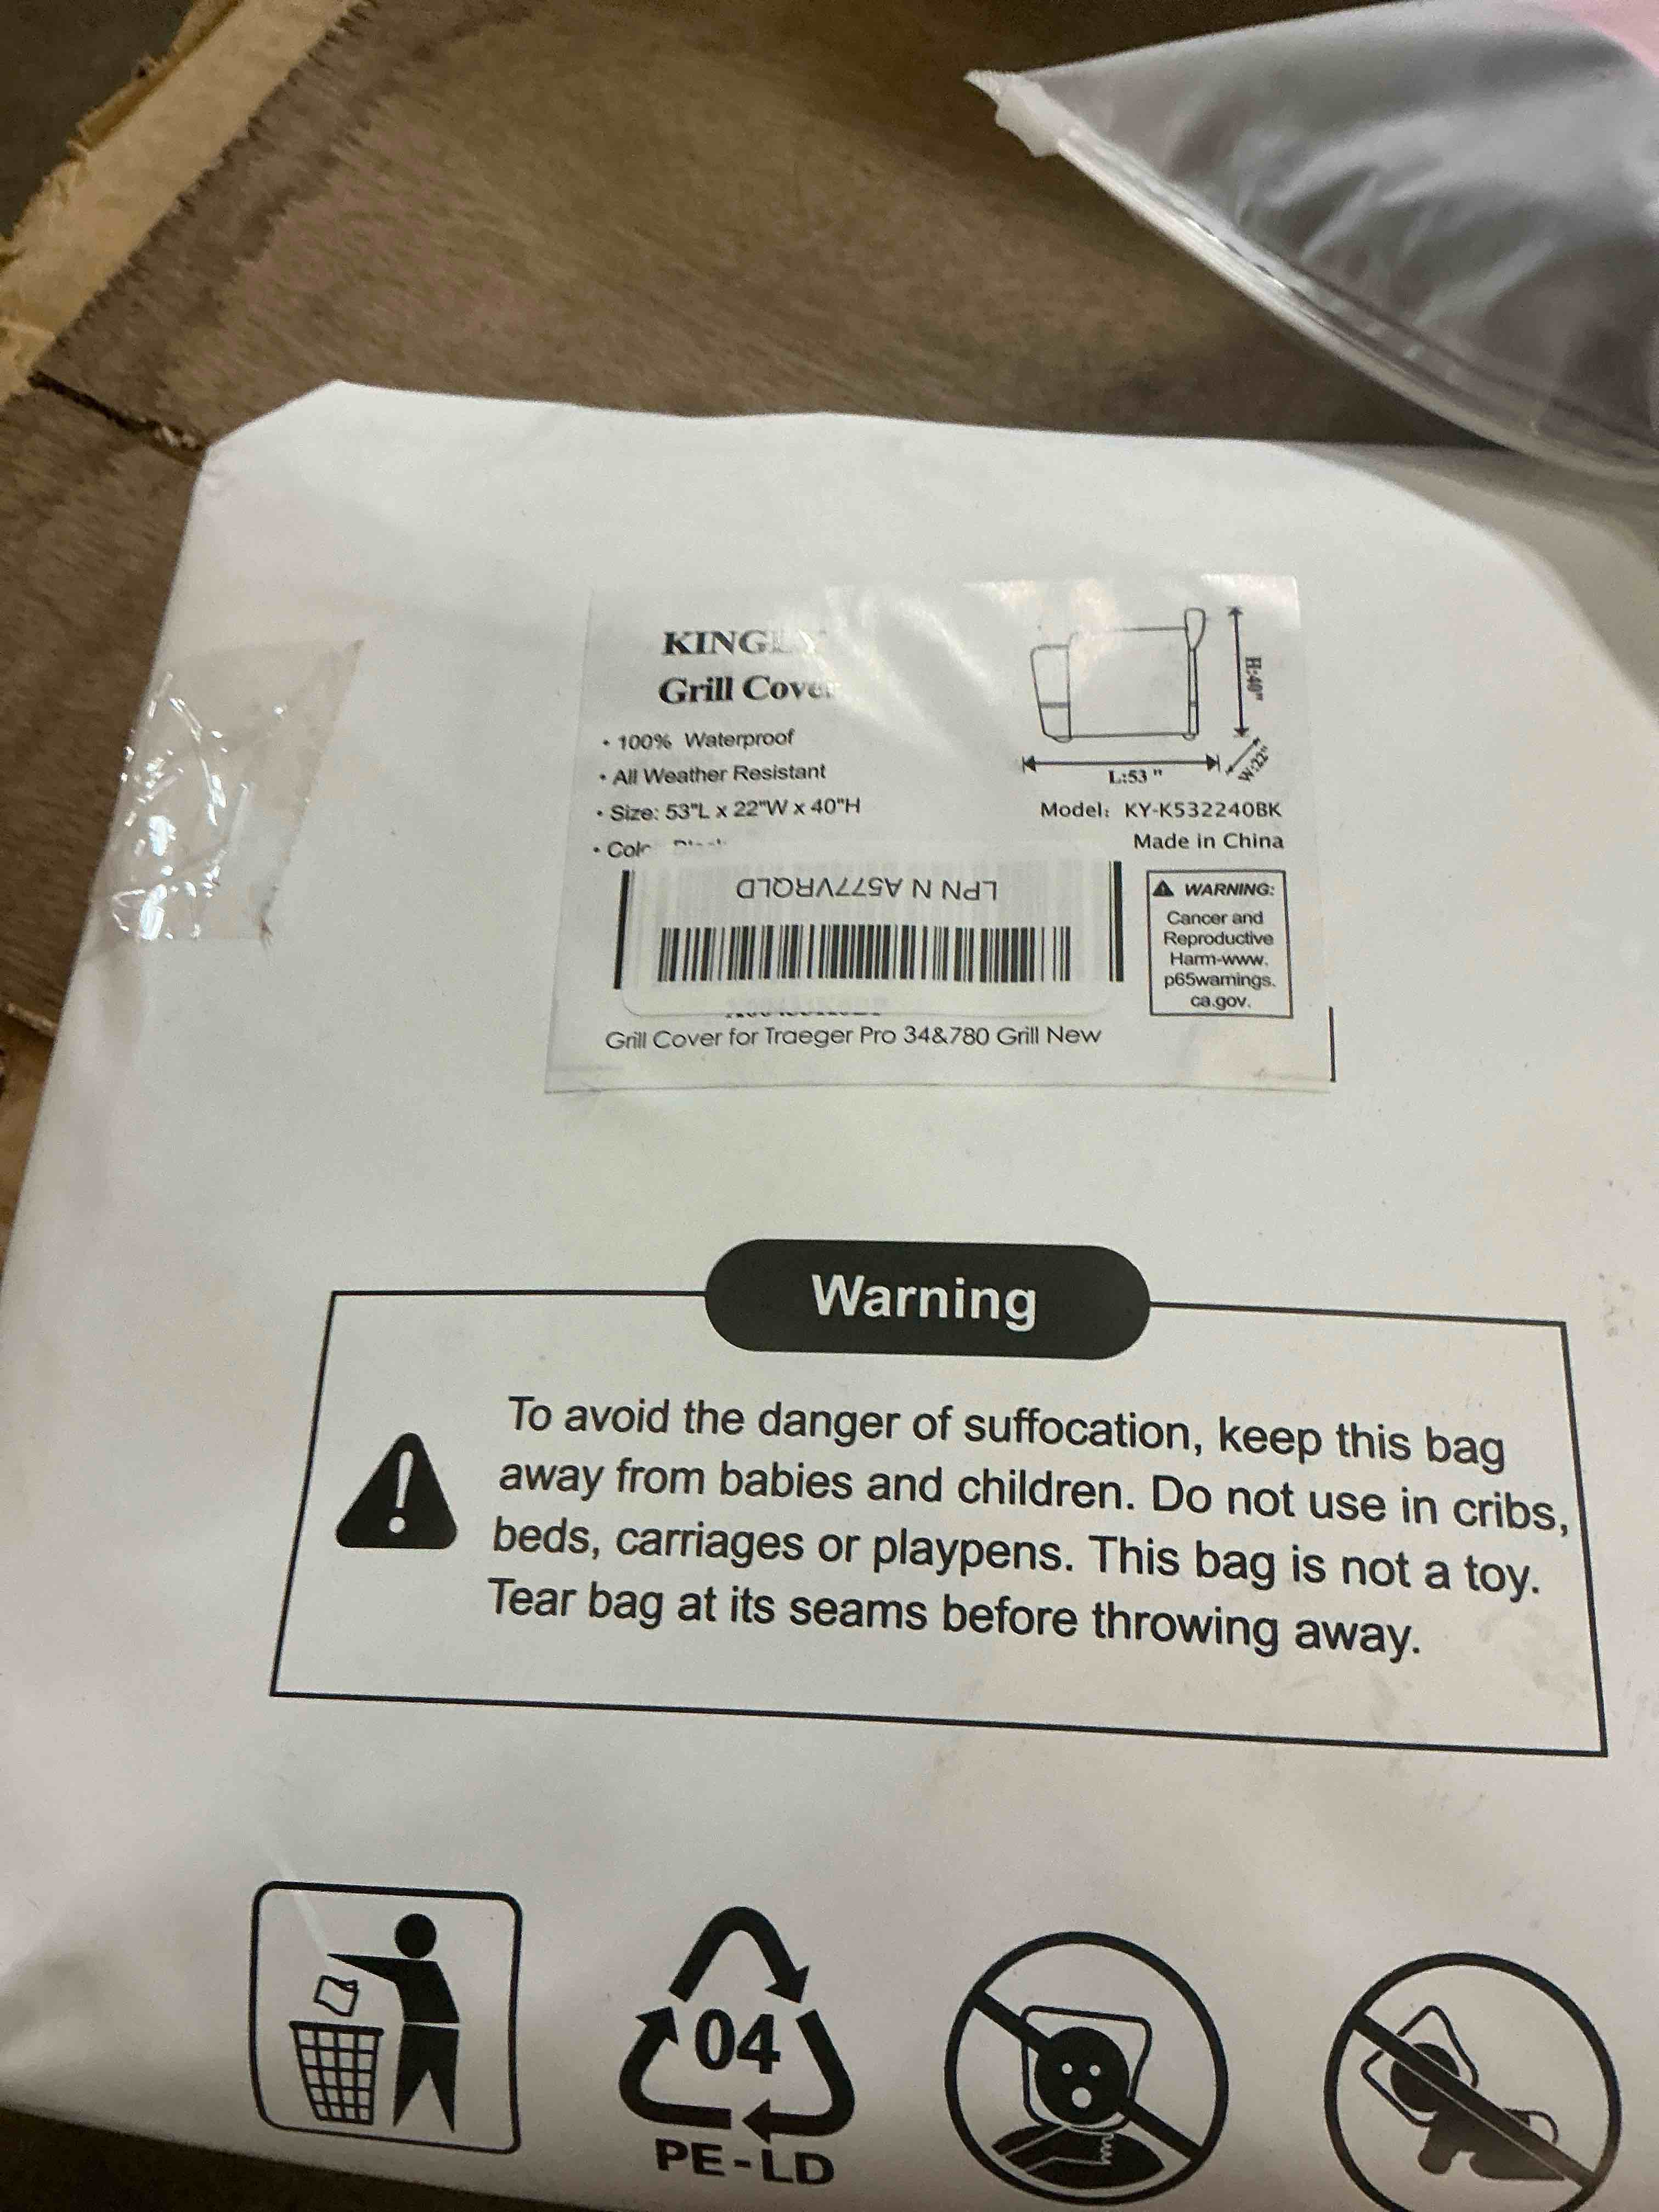 KINGLY
Grill Cover
• 100% Waterproof
• All Weather Resistant
• Size: 53"L x 22"W x 40"H
H:40"
W:22"
L:53 "
Model: KY-K532240BK
Made in China
LPN N A577VRQLD
WARNING:
Cancer and
Reproductive
Harm-www.
p65warnings.
ca.gov.
Grill Cover for Traeger Pro 34&780 Grill New
Warning
To avoid the danger of suffocation, keep this bag
away from babies and children. Do not use in cribs,
beds, carriages or playpens. This bag is not a toy.
Tear bag at its seams before throwing away.
04
PE-LD